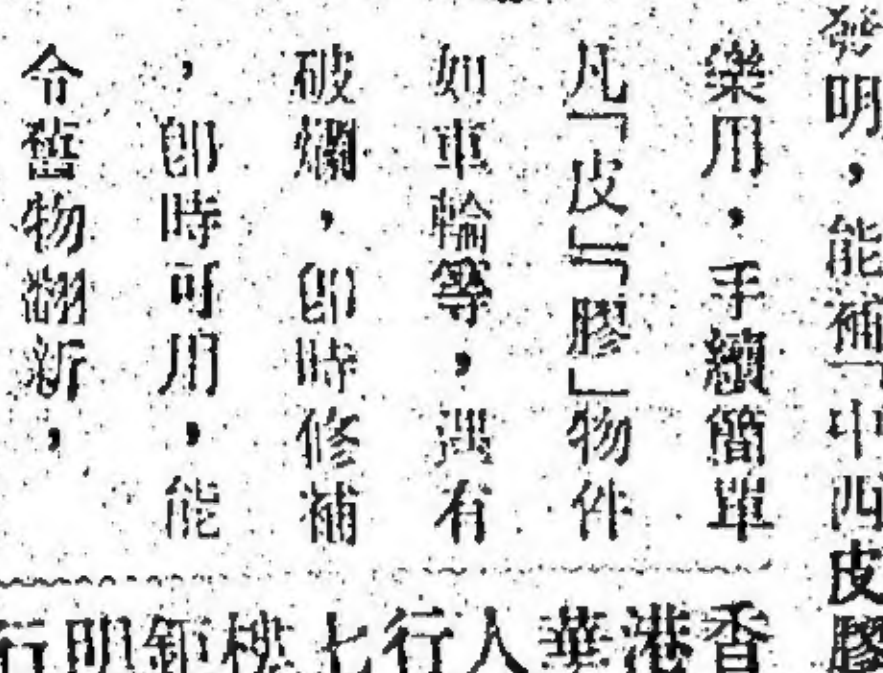 發明，能補「中西皮膠
樂用，手續簡單
凡「皮」「膠」物件
如車輪等，遇有
破爛，卽時修補
，卽時可用，能
令舊物翻新，
香港華人行七樓鉅明行